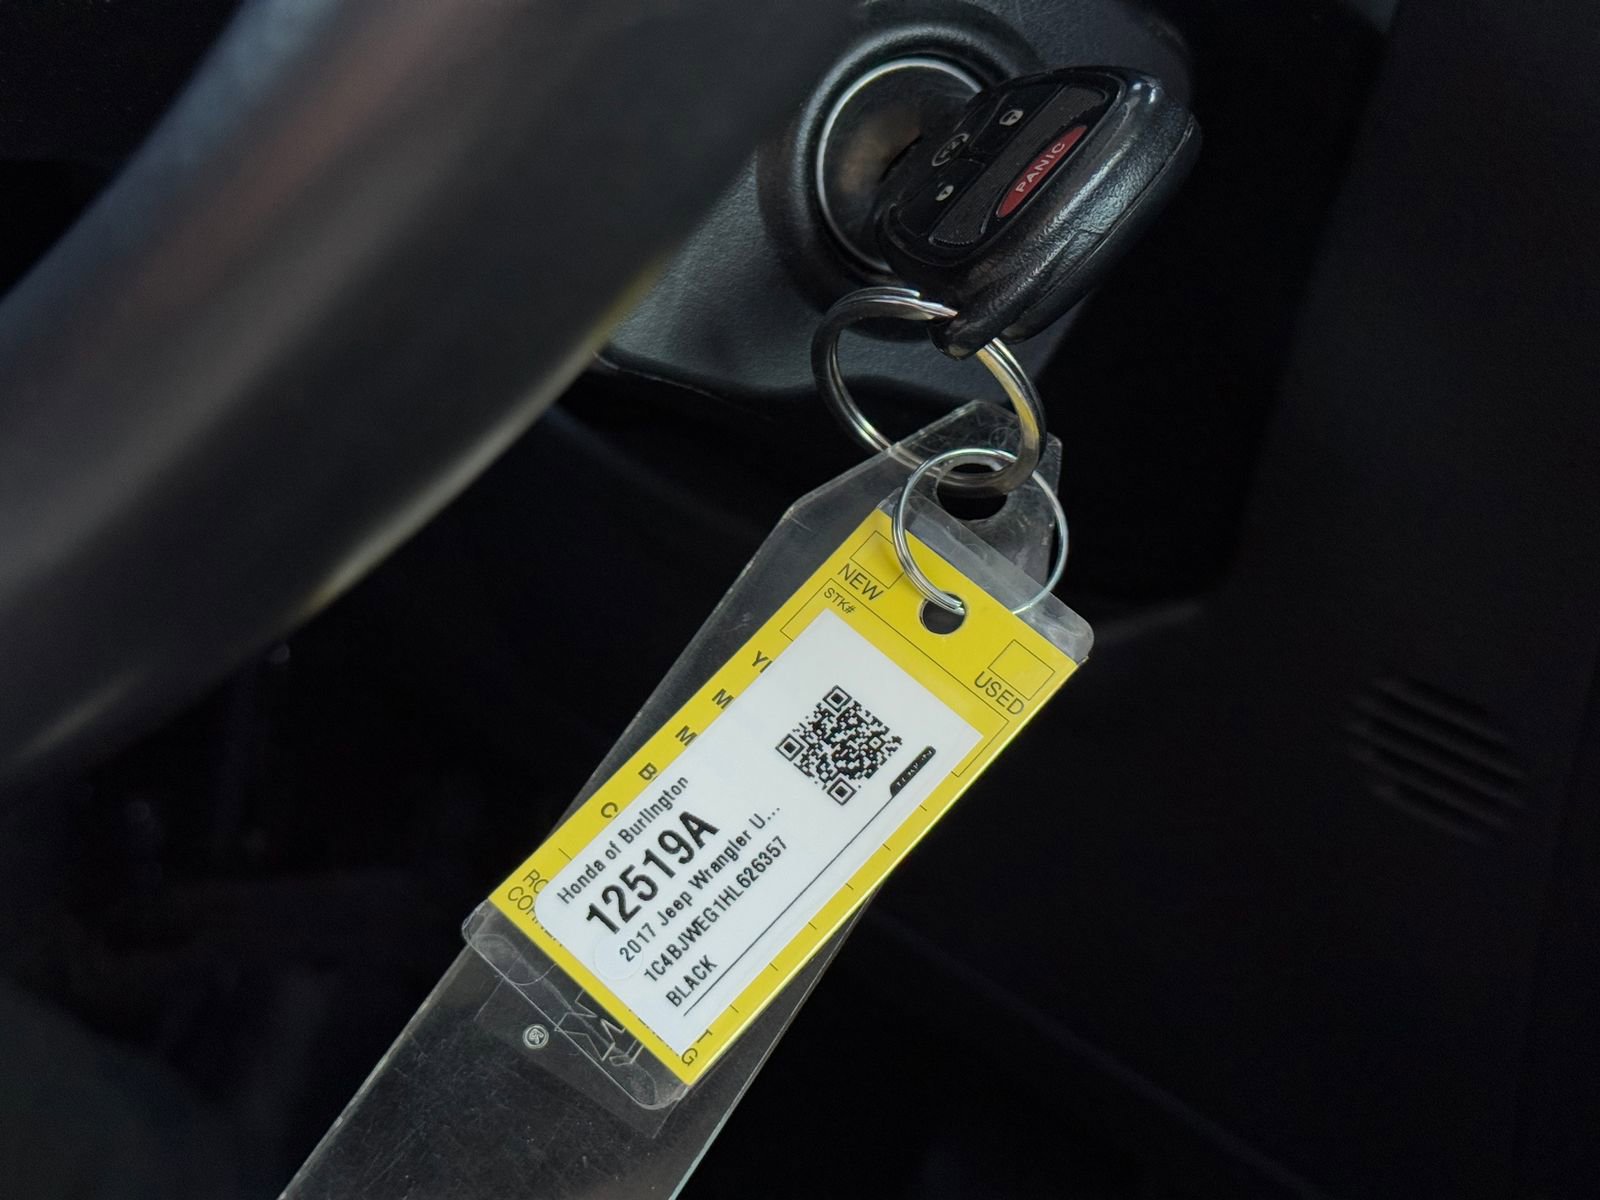 PANIC
NEW
STK#
USED
Y
M
M
B
C
Honda of Burlington
12519A
2017 Jeep Wrangler U...
1C4BJWEG1HL626357
BLACK